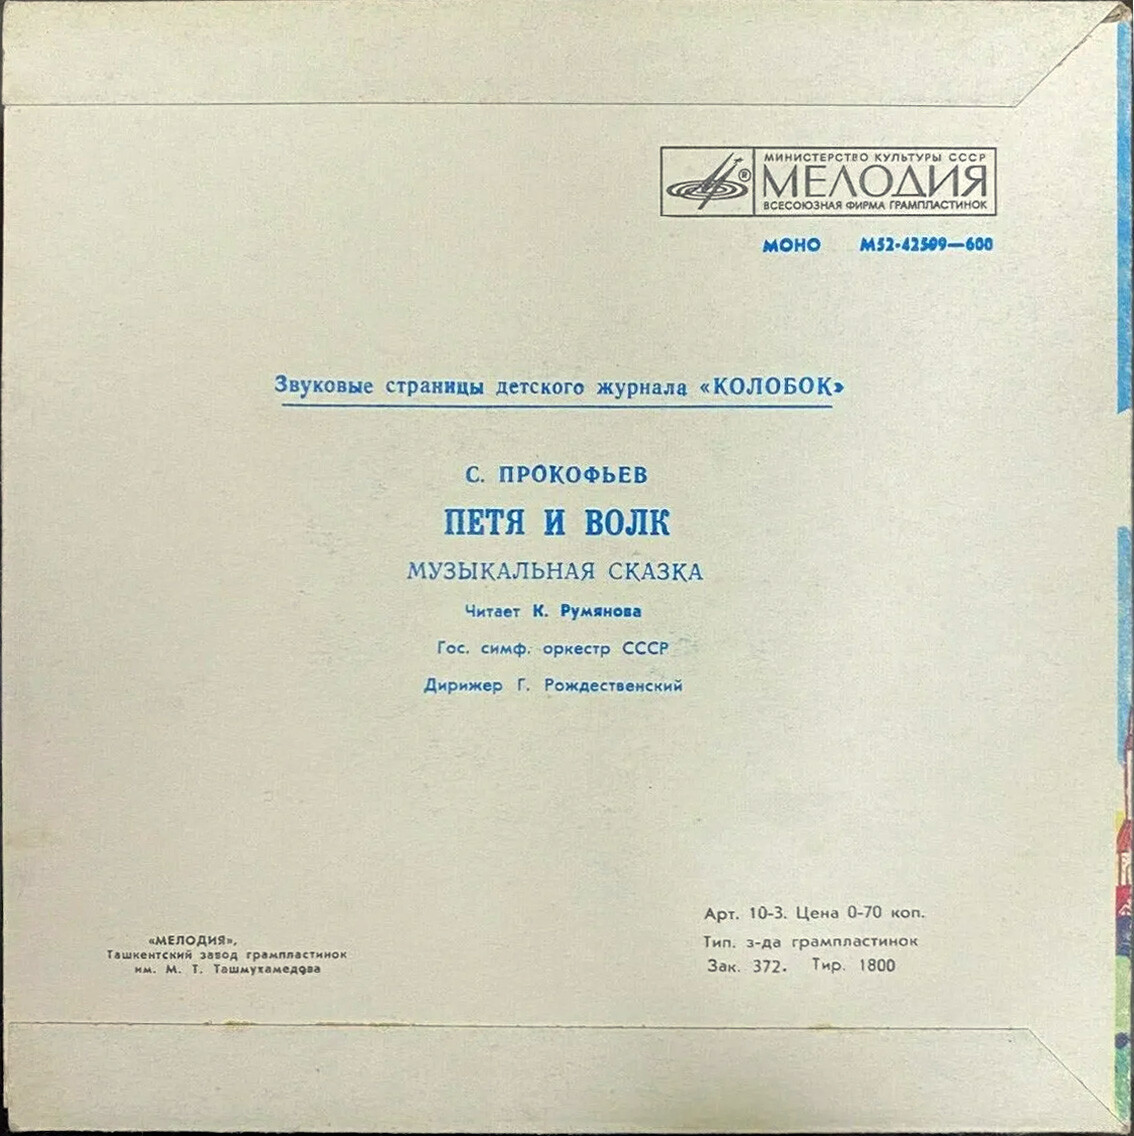 МИНИСТЕРСТВО КУЛЬТУРЫ СССР
® МЕЛОДИЯ
ВСЕСОЮЗНАЯ ФИРМА ГРАМПЛАСТИНОК
МОНО М52-42599—600
Звуковые страницы детского журнала «КОЛОБОК»
С. ПРОКОФЬЕВ
ПЕТЯ И ВОЛК
МУЗЫКАЛЬНАЯ СКАЗКА
Читает К. Румянова
Гос. симф. оркестр СССР
Дирижер Г. Рождественский
Арт. 10-3. Цена 0-70 коп.
Тип. з-да грампластинок
Зак. 372. Тир. 1800
«МЕЛОДИЯ»,
Ташкентский завод грампластинок
им. М. Т. Ташмухамедова